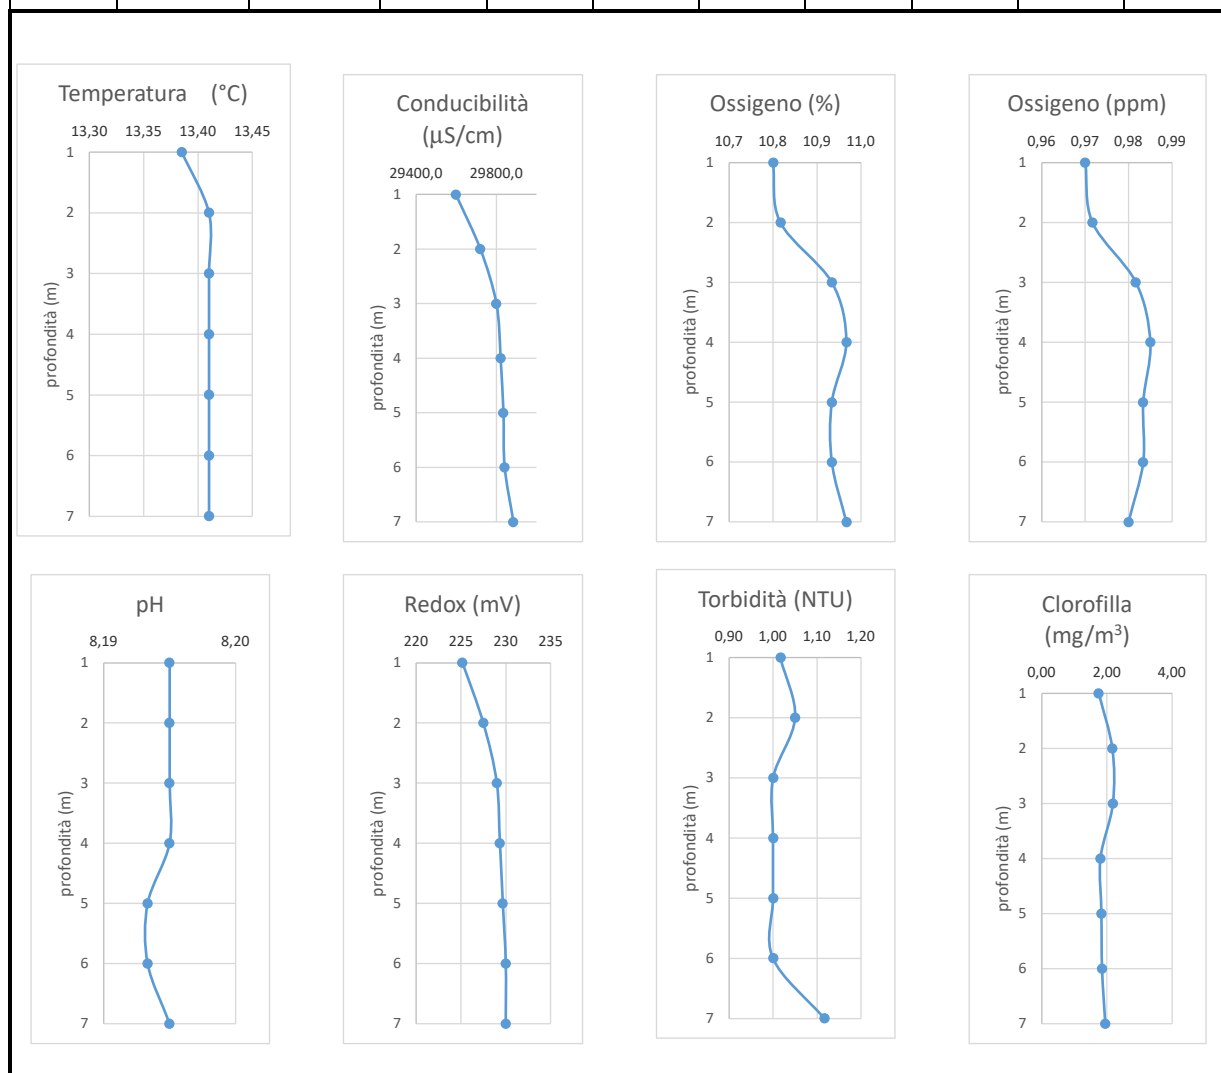 Temperatura (°C)
13,30 13,35 13,40 13,45
1
2
3
4
5
6
7
profondità (m)
Conducibilità
(µS/cm)
29400,0 29800,0
1
2
3
4
5
6
7
profondità (m)
Ossigeno (%)
10,7 10,8 10,9 11,0
1
2
3
4
5
6
7
profondità (m)
Ossigeno (ppm)
0,96 0,97 0,98 0,99
1
2
3
4
5
6
7
profondità (m)
pH
8,19 8,20
1
2
3
4
5
6
7
profondità (m)
Redox (mV)
220 225 230 235
1
2
3
4
5
6
7
profondità (m)
Torbidità (NTU)
0,90 1,00 1,10 1,20
1
2
3
4
5
6
7
profondità (m)
Clorofilla
(mg/m³)
0,00 2,00 4,00
1
2
3
4
5
6
7
profondità (m)